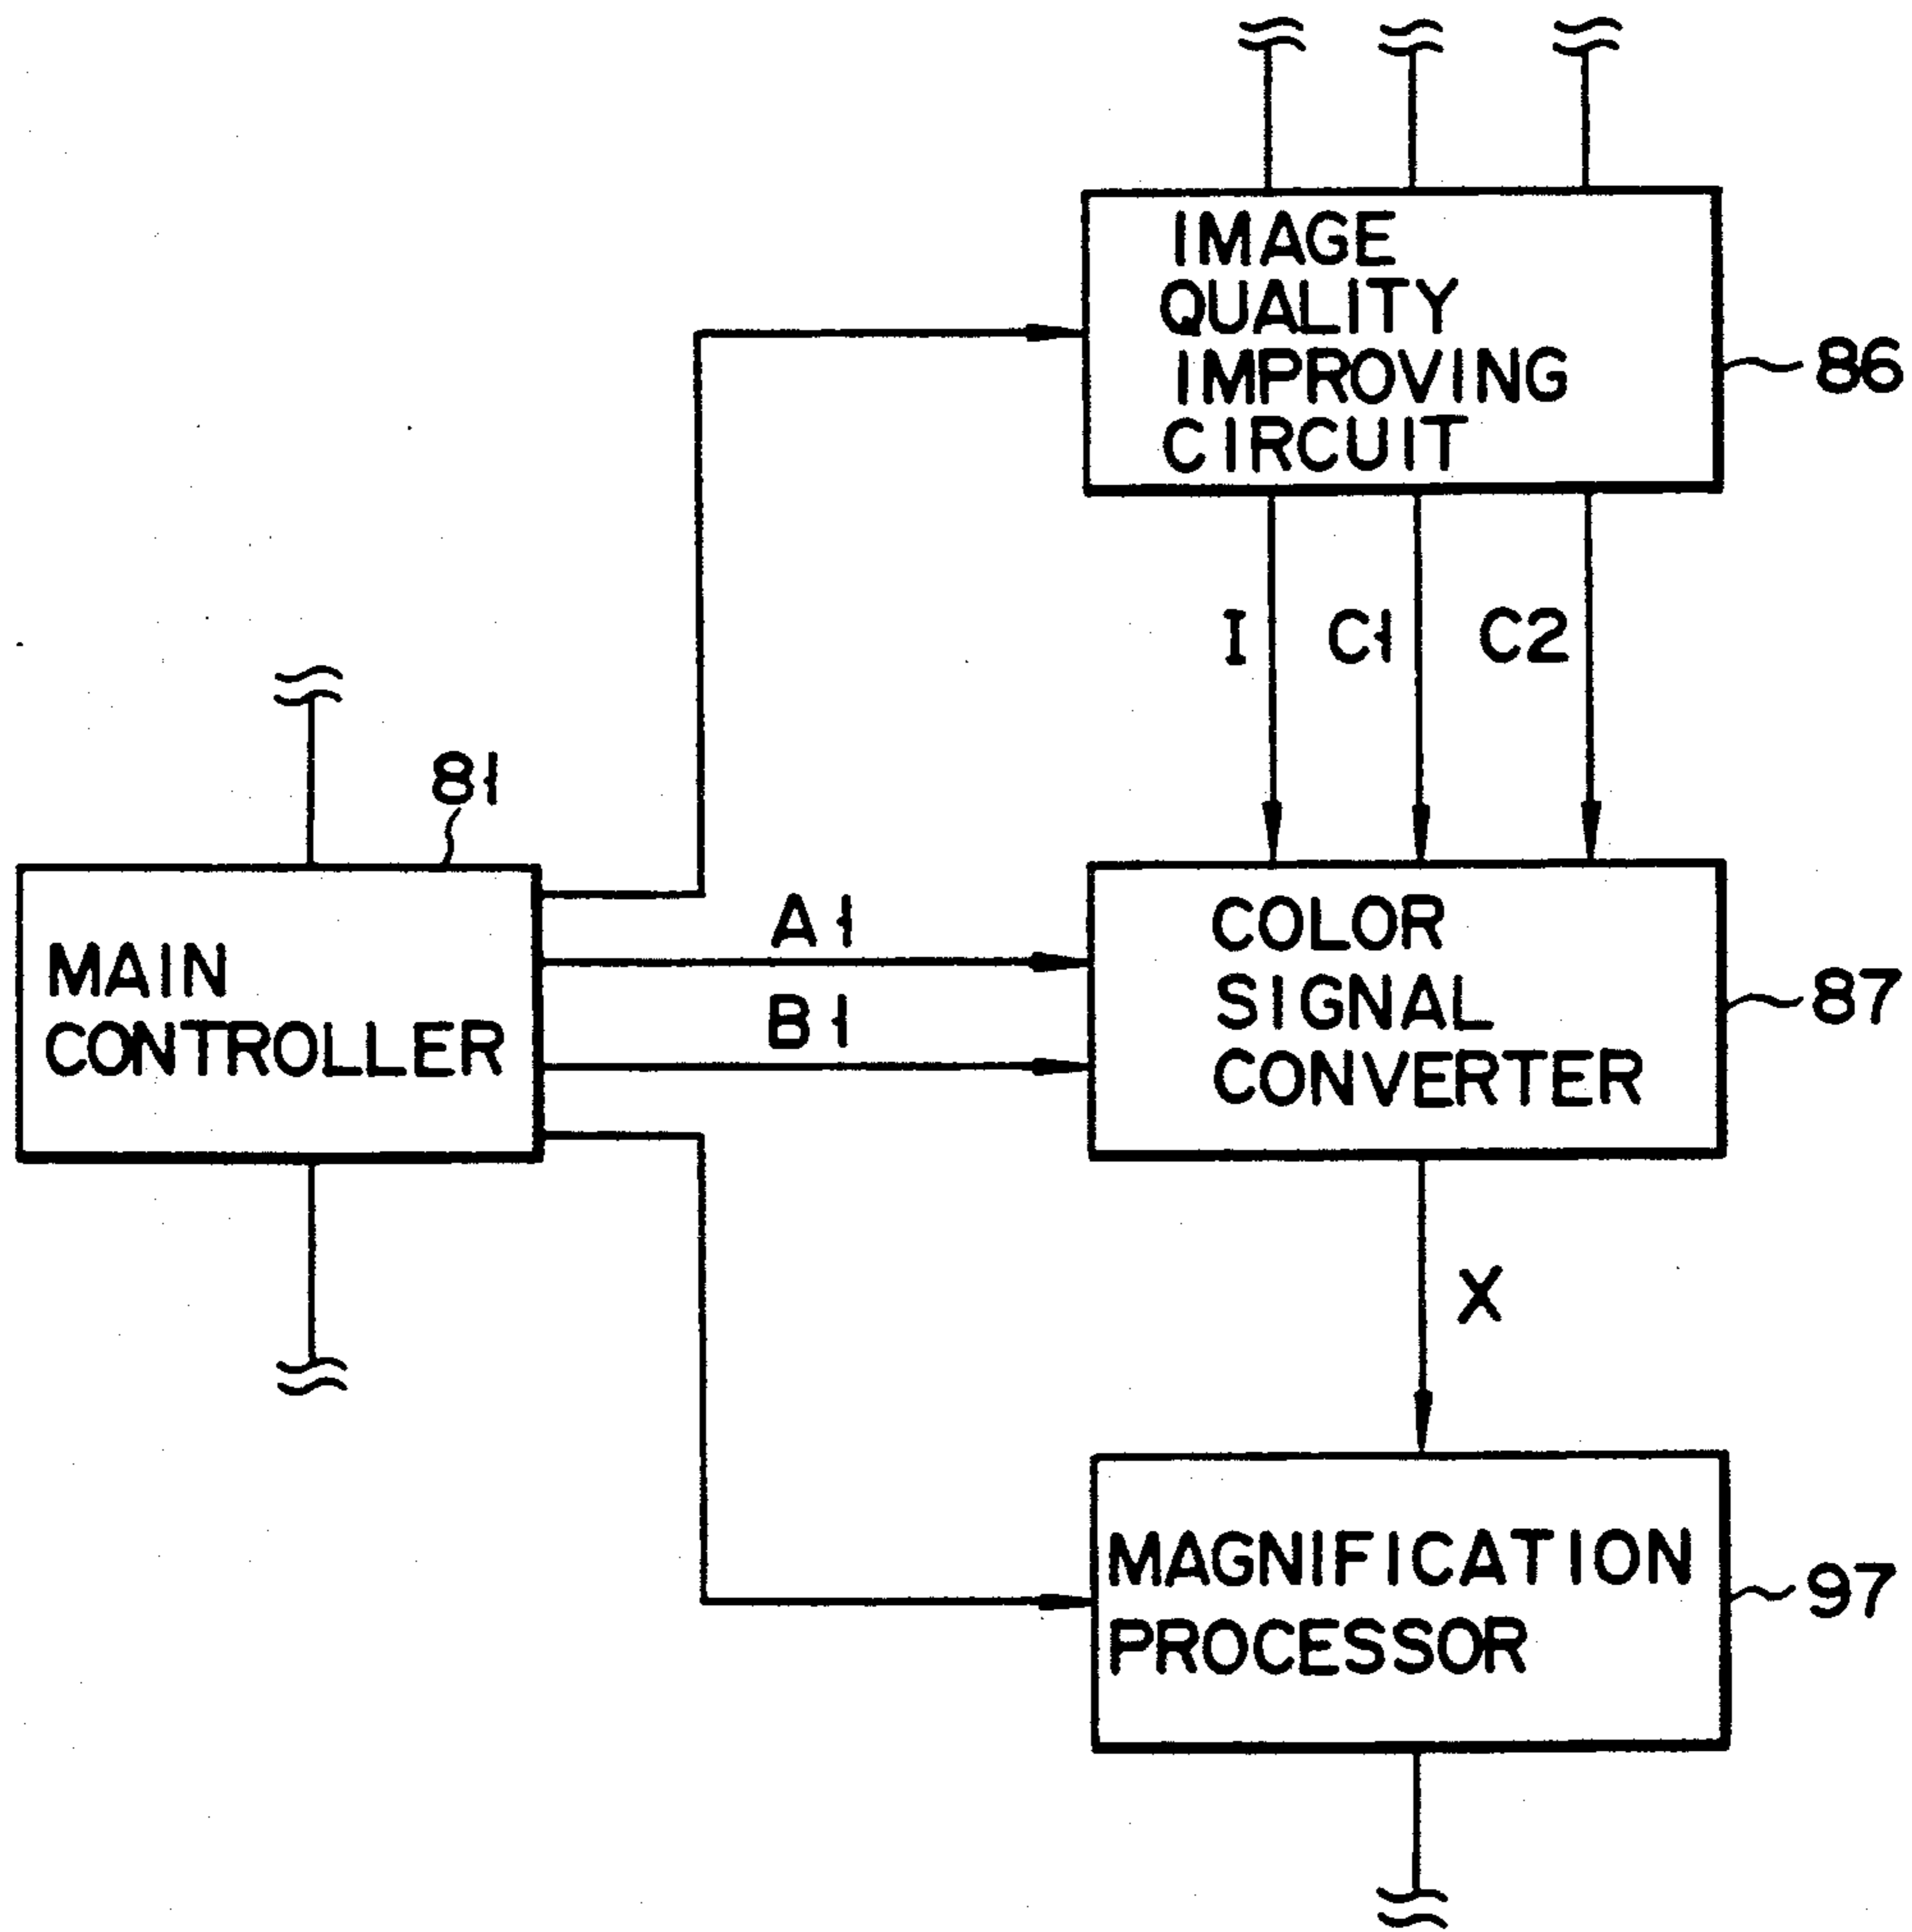 IMAGE
QUALITY
IMPROVING
CIRCUIT
86
I
C1
C2
81
MAIN
CONTROLLER
A1
B1
COLOR
SIGNAL
CONVERTER
87
X
MAGNIFICATION
PROCESSOR
97